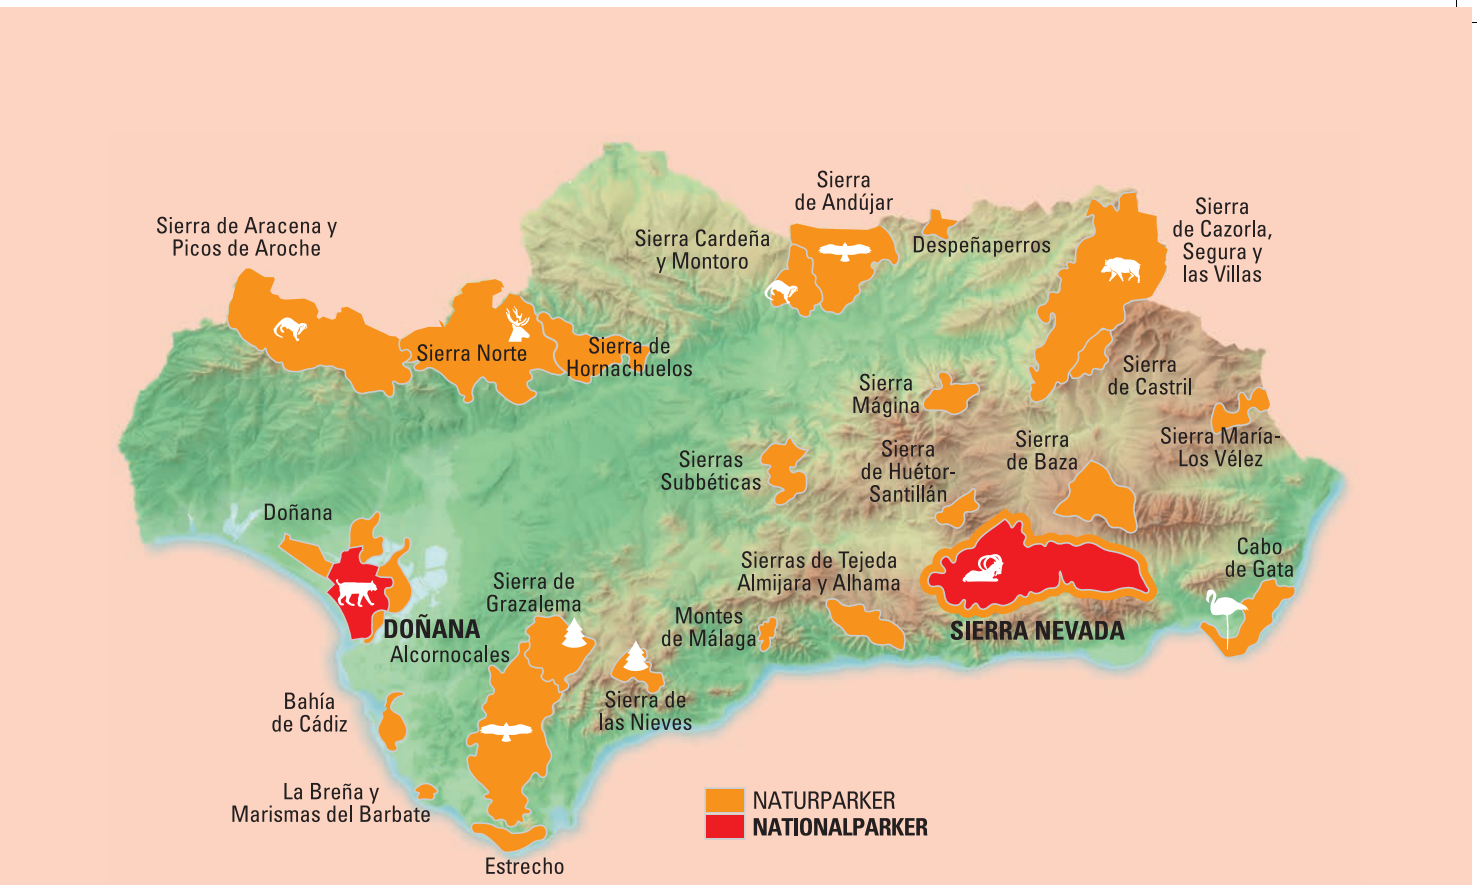 Sierra
de Andújar
Sierra de Aracena y
Picos de Aroche
Sierra Cardeña
y Montoro
Despeñaperros
Sierra
de Cazorla,
Segura y
las Villas
Sierra Norte
Sierra de
Hornachuelos
Sierra
Mágina
Sierra
de Castril
Sierras
Subbéticas
Sierra
de Huétor-
Santillán
Sierra
de Baza
Sierra María-
Los Vélez
Doñana
Sierra de
Grazalema
Sierras de Tejeda
Almijara y Alhama
Cabo
de Gata
DOÑANA
Alcornocales
Montes
de Málaga
SIERRA NEVADA
Bahía
de Cádiz
Sierra de
las Nieves
La Breña y
Marismas del Barbate
Estrecho
NATURPARKER
NATIONALPARKER